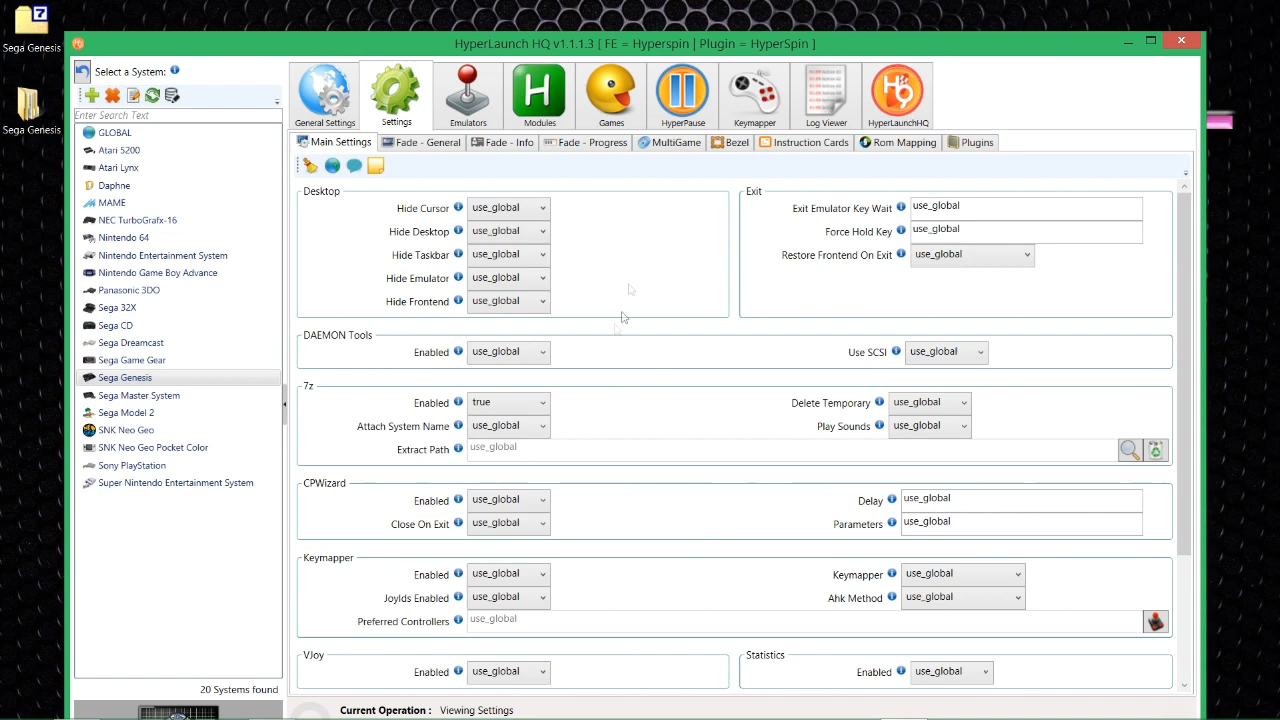 7
Sega Genesis
Sega Genesis
HyperLaunch HQ v1.1.1.3 [ FE = Hyperspin | Plugin = HyperSpin ]
Select a System:
Enter Search Text
GLOBAL
Atari 5200
Atari Lynx
Daphne
MAME
NEC TurboGrafx-16
Nintendo 64
Nintendo Entertainment System
Nintendo Game Boy Advance
Panasonic 3DO
Sega 32X
Sega CD
Sega Dreamcast
Sega Game Gear
Sega Genesis
Sega Master System
Sega Model 2
SNK Neo Geo
SNK Neo Geo Pocket Color
Sony PlayStation
Super Nintendo Entertainment System
20 Systems found
General Settings Settings Emulators Modules Games HyperPause Keymapper Log Viewer HyperLaunchHQ
Main Settings Fade - General Fade - Info Fade - Progress MultiGame Bezel Instruction Cards Rom Mapping Plugins
Desktop
Hide Cursor use_global
Hide Desktop use_global
Hide Taskbar use_global
Hide Emulator use_global
Hide Frontend use_global
Exit
Exit Emulator Key Wait use_global
Force Hold Key use_global
Restore Frontend On Exit use_global
DAEMON Tools
Enabled use_global Use SCSI use_global
7z
Enabled true Delete Temporary use_global
Attach System Name use_global Play Sounds use_global
Extract Path use_global
CPWizard
Enabled use_global Delay use_global
Close On Exit use_global Parameters use_global
Keymapper
Enabled use_global Keymapper use_global
JoyIds Enabled use_global Ahk Method use_global
Preferred Controllers use_global
VJoy
Enabled use_global
Statistics
Enabled use_global
Current Operation : Viewing Settings